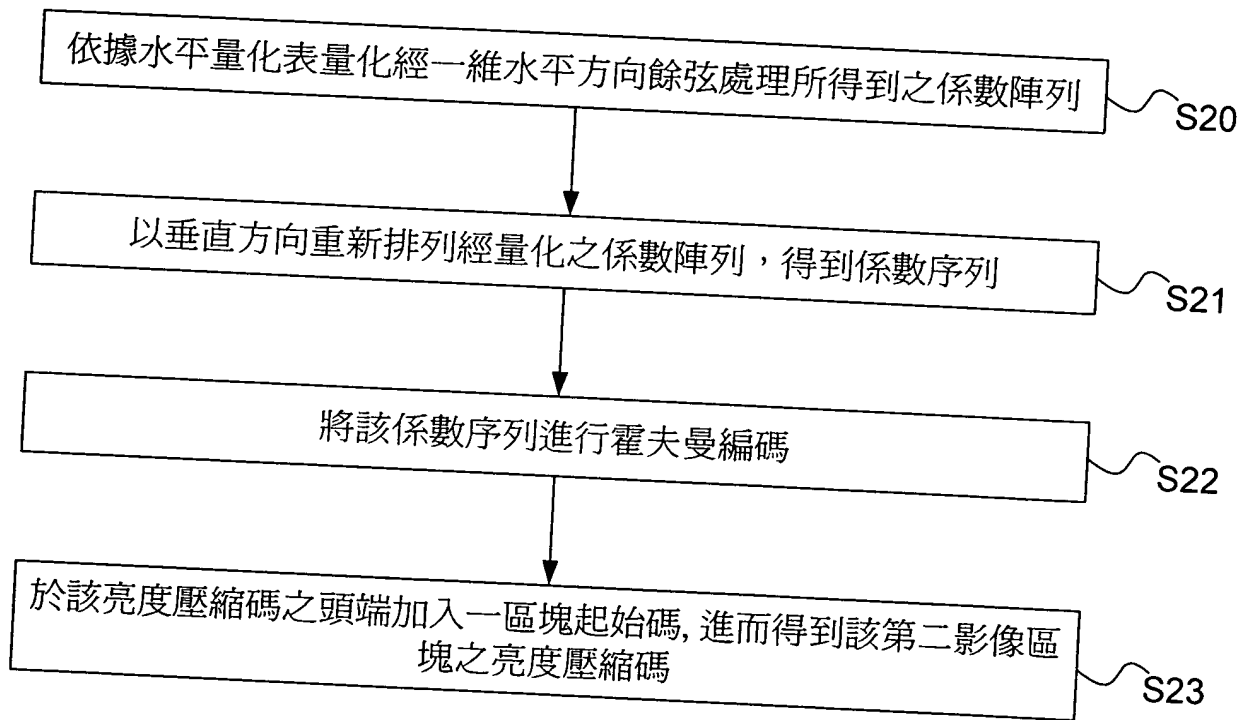 依據水平量化表量化經一維水平方向餘弦處理所得到之係數陣列
S20
以垂直方向重新排列經量化之係數陣列，得到係數序列
S21
將該係數序列進行霍夫曼編碼
S22
於該亮度壓縮碼之頭端加入一區塊起始碼, 進而得到該第二影像區
塊之亮度壓縮碼
S23